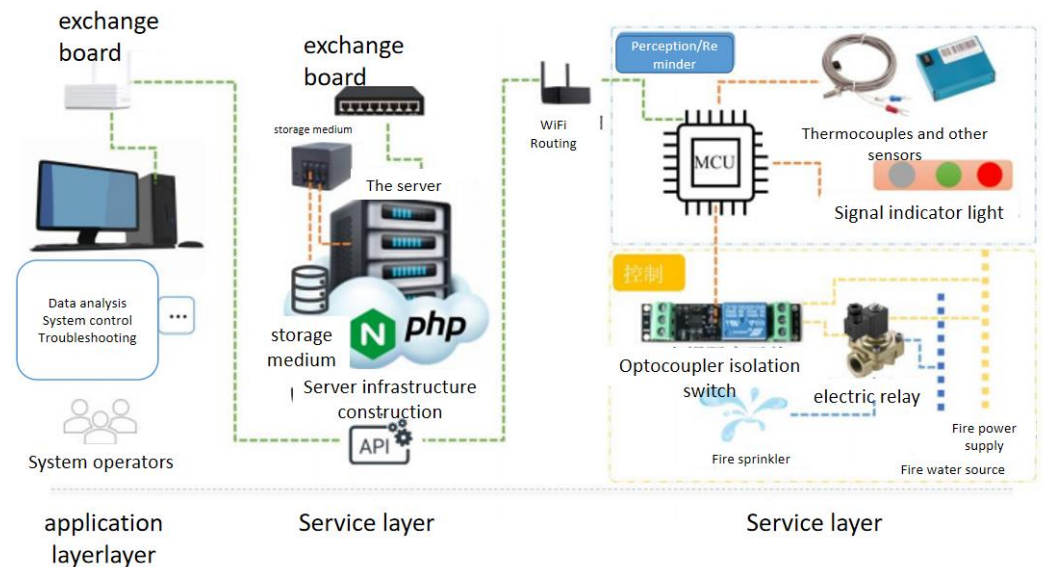 exchange
board
exchange
board
storage medium
The server
Data analysis
System control
Troubleshooting
...
System operators
storage
medium
N
php
Server infrastructure
construction
API
WiFi
Routing
Perception/Re
minder
MCU
Thermocouples and other
sensors
Signal indicator light
控制
Optocoupler isolation
switch
electric relay
Fire sprinkler
Fire power
supply
Fire water source
application
layerlayer
Service layer
Service layer